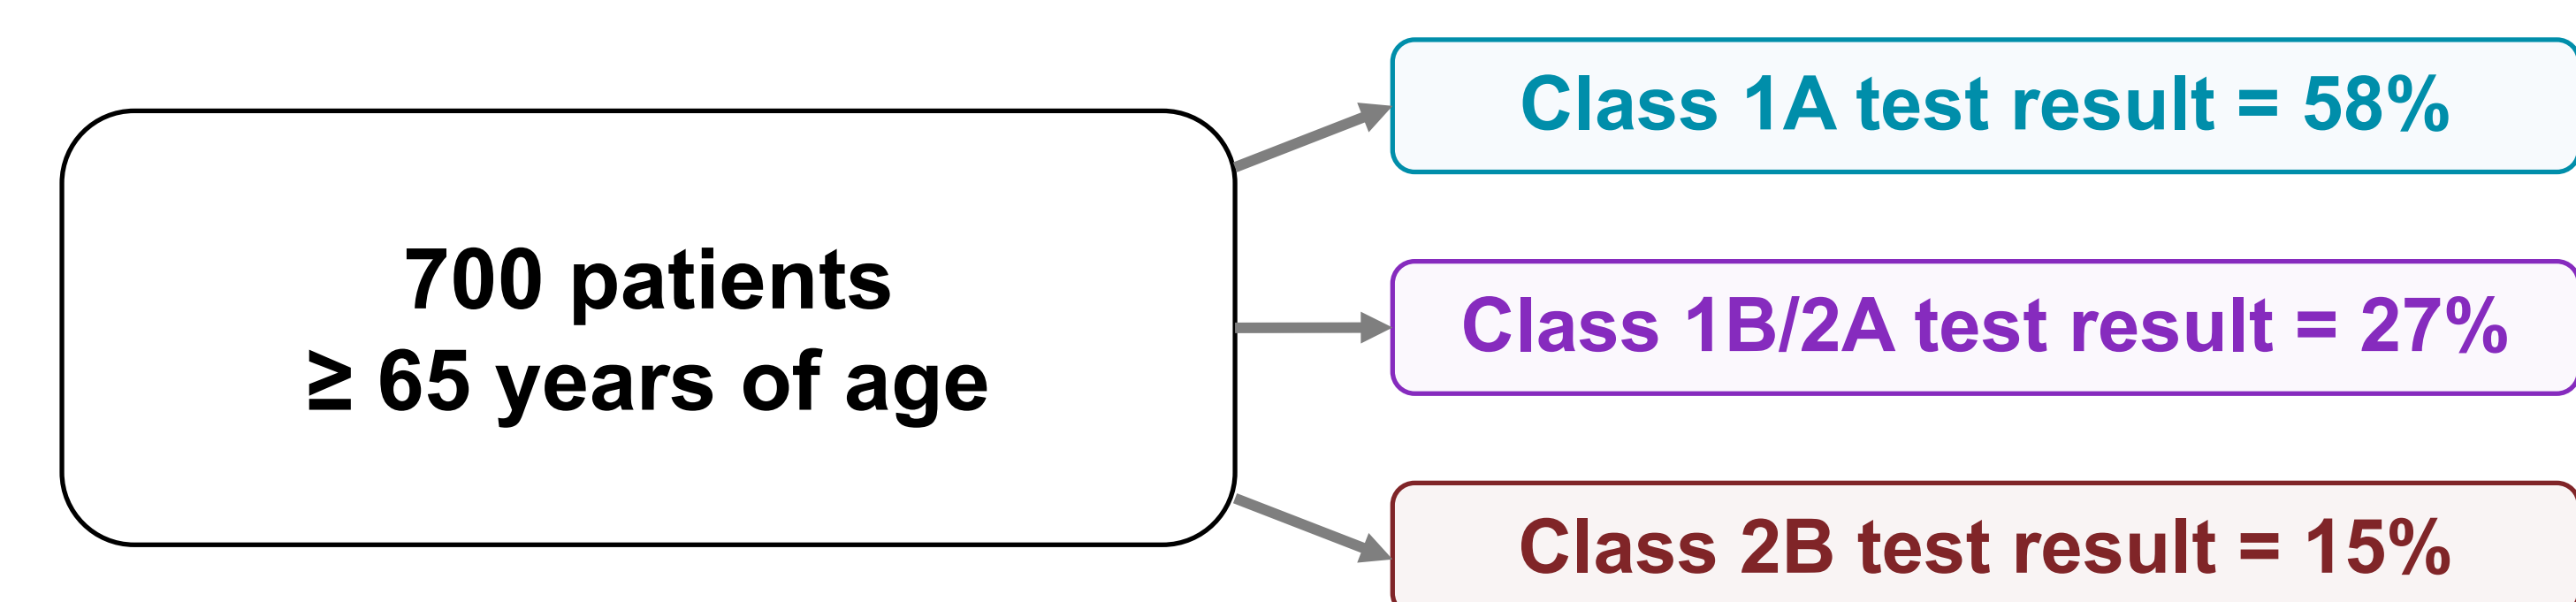 700 patients
≥ 65 years of age
Class 1A test result = 58%
Class 1B/2A test result = 27%
Class 2B test result = 15%